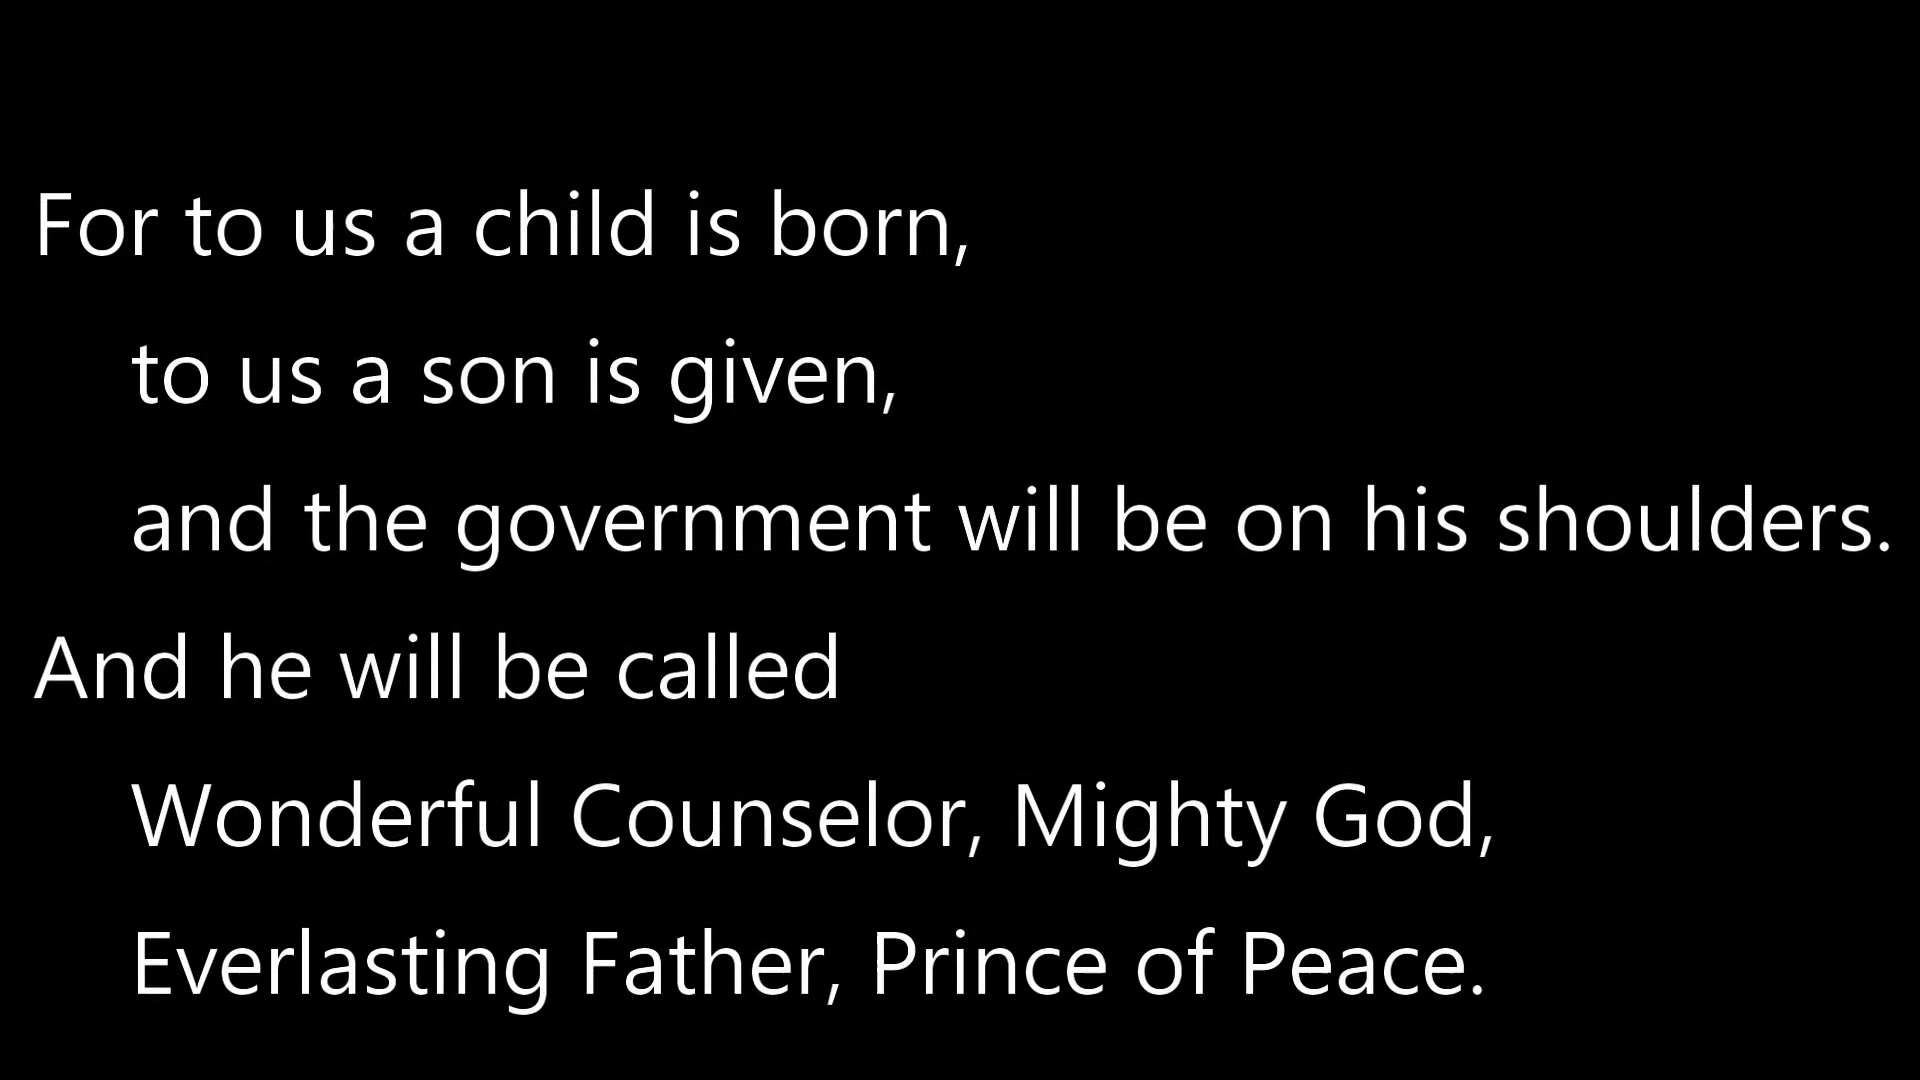 For to us a child is born,
to us a son is given,
and the government will be on his shoulders.
And he will be called
Wonderful Counselor, Mighty God,
Everlasting Father, Prince of Peace.